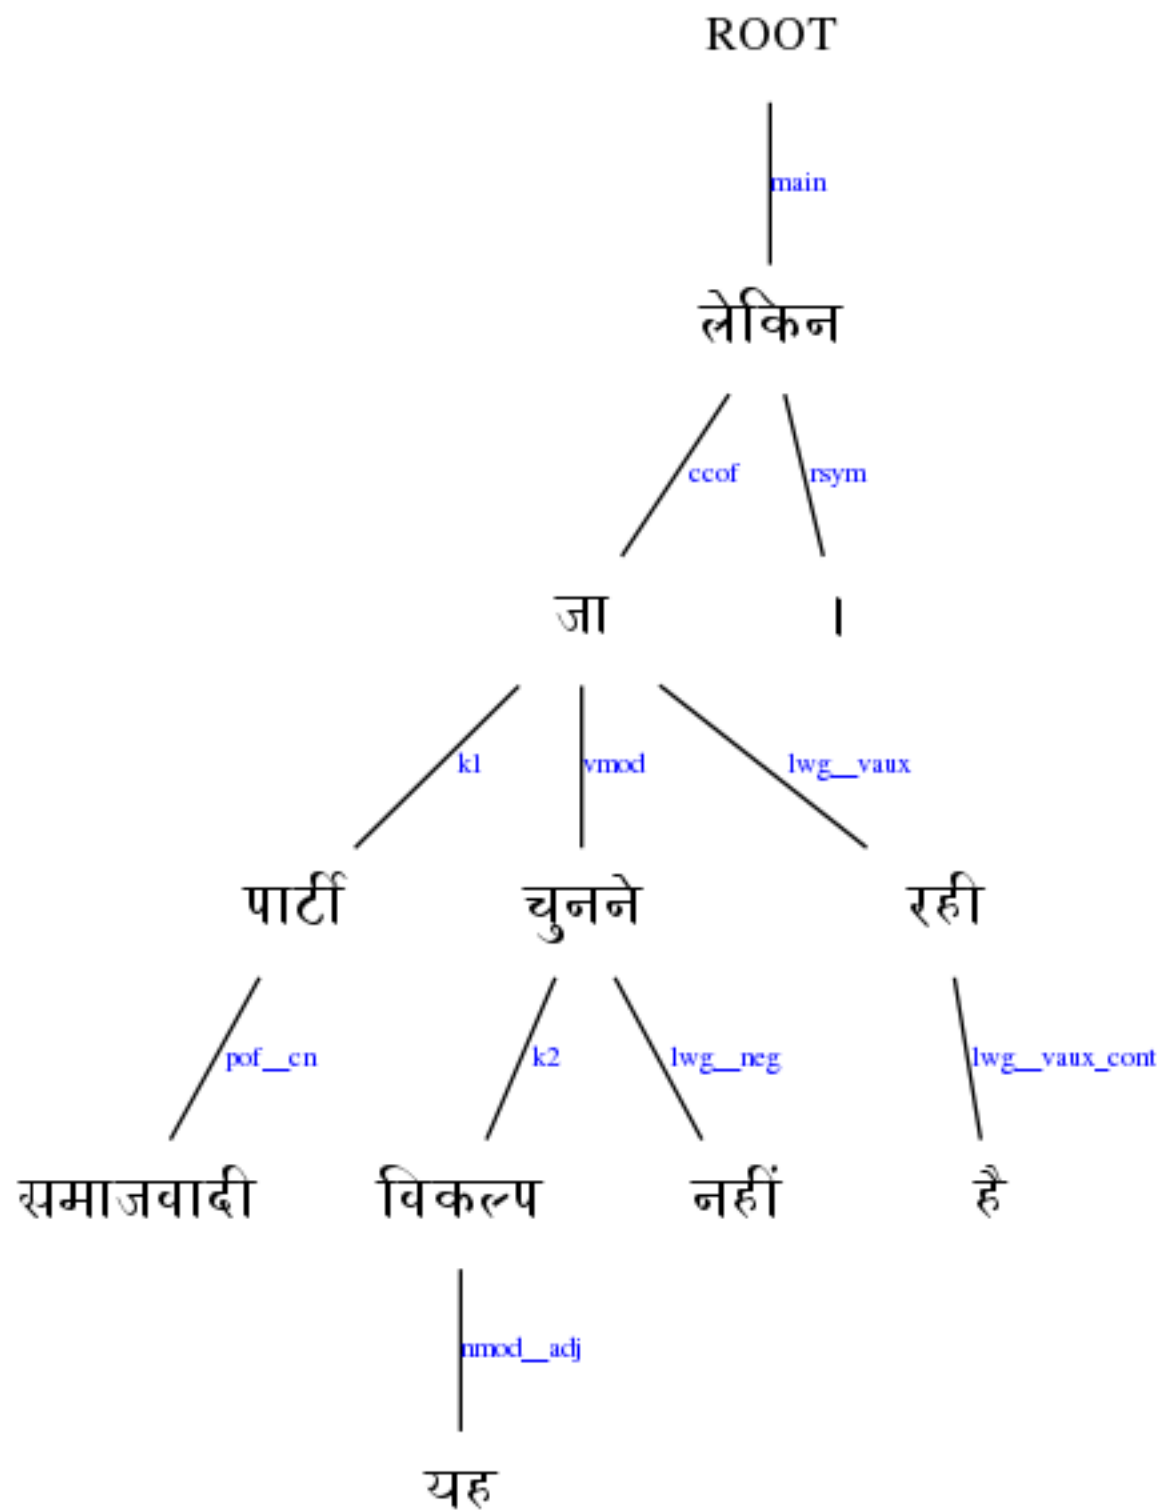 ROOT
main
लेकिन
ccof rsym
जा ।
k1 vmod lwg__vaux
पार्टी चुनने रही
pof__cn k2 lwg__neg lwg__vaux_cont
समाजवादी विकल्प नहीं है
nmod__adj
यह